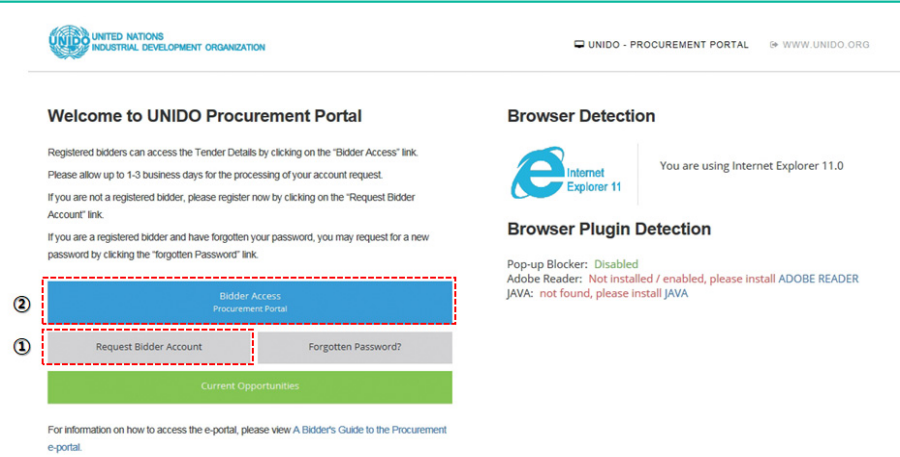 UNIDO
UNITED NATIONS
INDUSTRIAL DEVELOPMENT ORGANIZATION
UNIDO - PROCUREMENT PORTAL
WWW.UNIDO.ORG
Welcome to UNIDO Procurement Portal
Registered bidders can access the Tender Details by clicking on the “Bidder Access” link.
Please allow up to 1-3 business days for the processing of your account request.
If you are not a registered bidder, please register now by clicking on the “Request Bidder
Account” link.
If you are a registered bidder and have forgotten your password, you may request for a new
password by clicking the “forgotten Password” link.
②
Bidder Access
Procurement Portal
①
Request Bidder Account
Forgotten Password?
Current Opportunities
For information on how to access the e-portal, please view A Bidder's Guide to the Procurement
e-portal.
Browser Detection
Internet
Explorer 11
You are using Internet Explorer 11.0
Browser Plugin Detection
Pop-up Blocker: Disabled
Adobe Reader: Not installed / enabled, please install ADOBE READER
JAVA: not found, please install JAVA